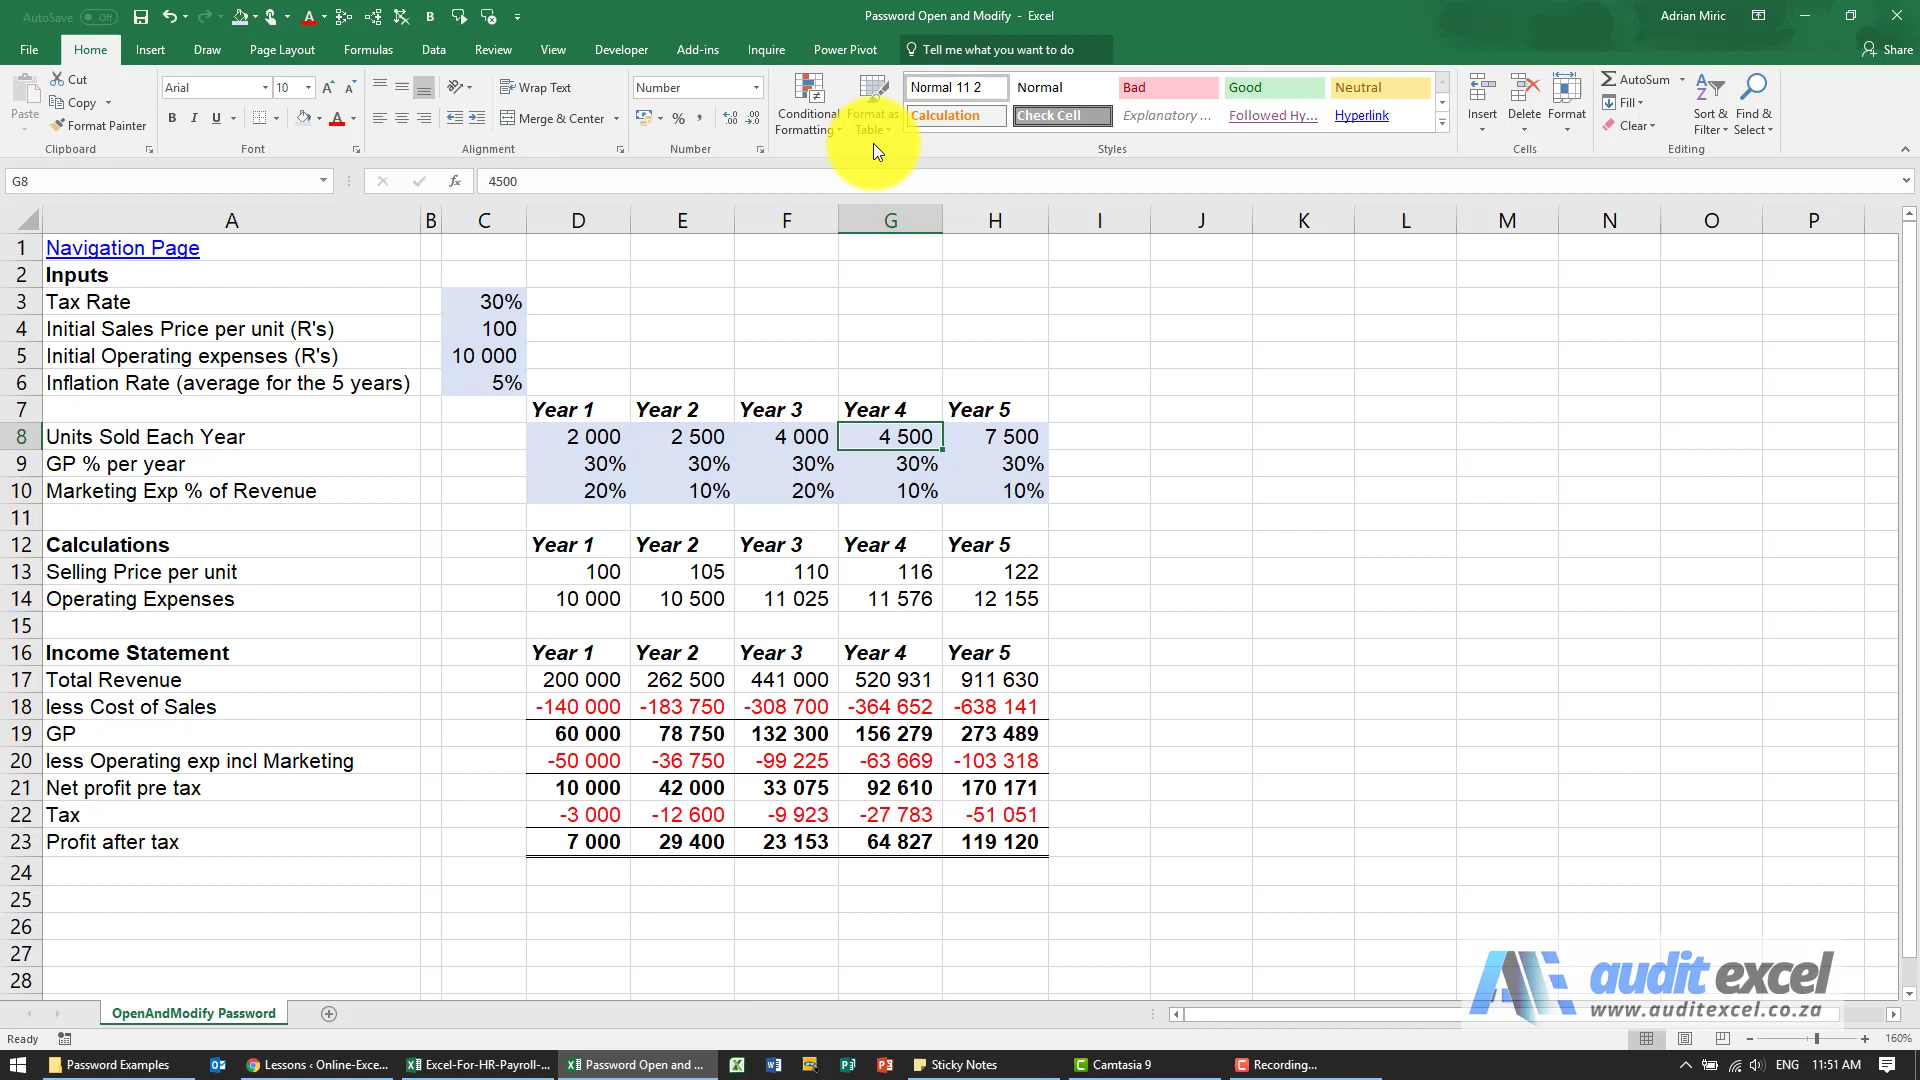 AutoSave Off
Password Open and Modify - Excel
Adrian Miric
File Home Insert Draw Page Layout Formulas Data Review View Developer Add-ins Inquire Power Pivot Tell me what you want to do Share
Paste
Cut
Copy
Format Painter
Clipboard
Arial 10
B I U
Font
Wrap Text
Merge & Center
Alignment
Number
%
Number
Conditional Formatting
Format as Table
Normal 11 2 Normal Bad Good Neutral
Calculation Check Cell Explanatory ... Followed Hy... Hyperlink
Styles
Insert Delete Format
Cells
AutoSum
Fill
Clear
Sort & Filter
Find & Select
Editing
G8 fx 4500
A B C D E F G H I J K L M N O P
1 Navigation Page
2 Inputs
3 Tax Rate 30%
4 Initial Sales Price per unit (R's) 100
5 Initial Operating expenses (R's) 10 000
6 Inflation Rate (average for the 5 years) 5%
7 Year 1 Year 2 Year 3 Year 4 Year 5
8 Units Sold Each Year 2 000 2 500 4 000 4 500 7 500
9 GP % per year 30% 30% 30% 30% 30%
10 Marketing Exp % of Revenue 20% 10% 20% 10% 10%
11
12 Calculations Year 1 Year 2 Year 3 Year 4 Year 5
13 Selling Price per unit 100 105 110 116 122
14 Operating Expenses 10 000 10 500 11 025 11 576 12 155
15
16 Income Statement Year 1 Year 2 Year 3 Year 4 Year 5
17 Total Revenue 200 000 262 500 441 000 520 931 911 630
18 less Cost of Sales -140 000 -183 750 -308 700 -364 652 -638 141
19 GP 60 000 78 750 132 300 156 279 273 489
20 less Operating exp incl Marketing -50 000 -36 750 -99 225 -63 669 -103 318
21 Net profit pre tax 10 000 42 000 33 075 92 610 170 171
22 Tax -3 000 -12 600 -9 923 -27 783 -51 051
23 Profit after tax 7 000 29 400 23 153 64 827 119 120
24
25
26
27
28
audit excel
www.auditexcel.co.za
OpenAndModify Password
Ready
160%
Password Examples
Lessons ‹ Online-Exce...
Excel-For-HR-Payroll-...
Password Open and ...
Sticky Notes
Camtasia 9
Recording...
ENG
11:51 AM